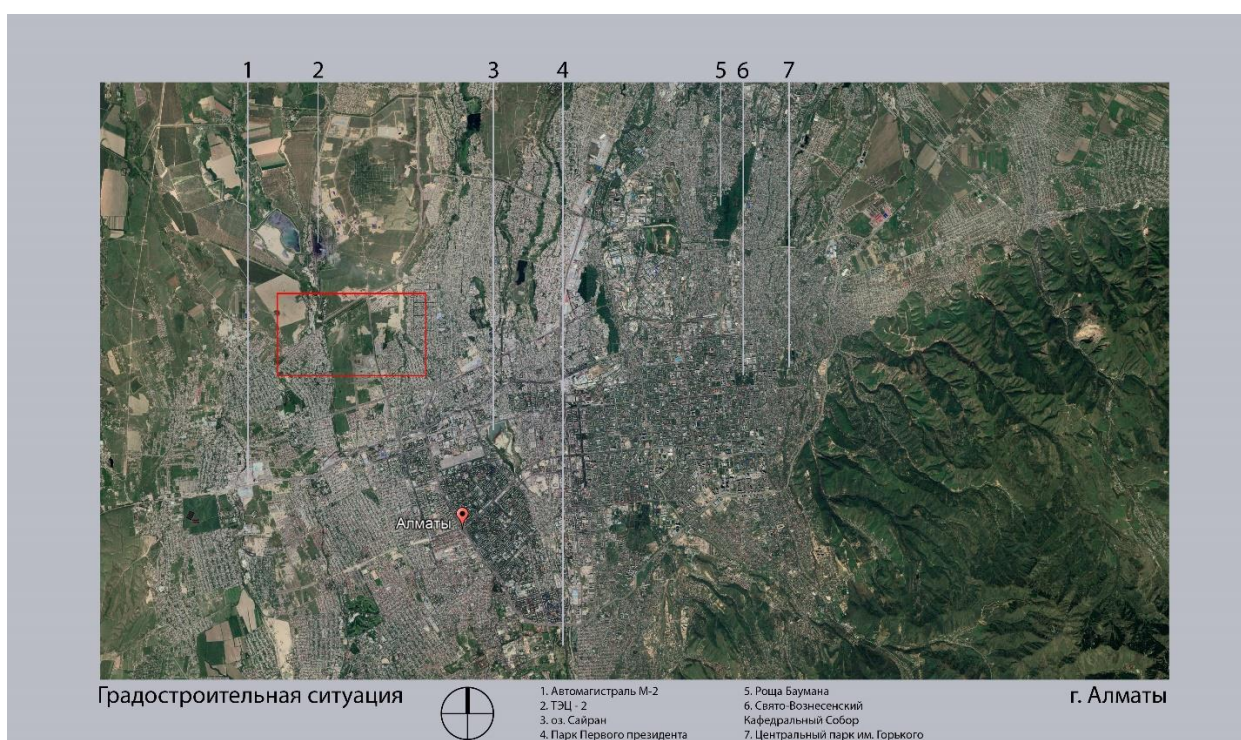 1 2 3 4 5 6 7
Алматы
Градостроительная ситуация
1. Автомагистраль М-2
2. ТЭЦ - 2
3. оз. Сайран
4. Парк Первого президента
5. Роща Баумана
6. Свято-Вознесенский
Кафедральный Собор
7. Центральный парк им. Горького
г. Алматы